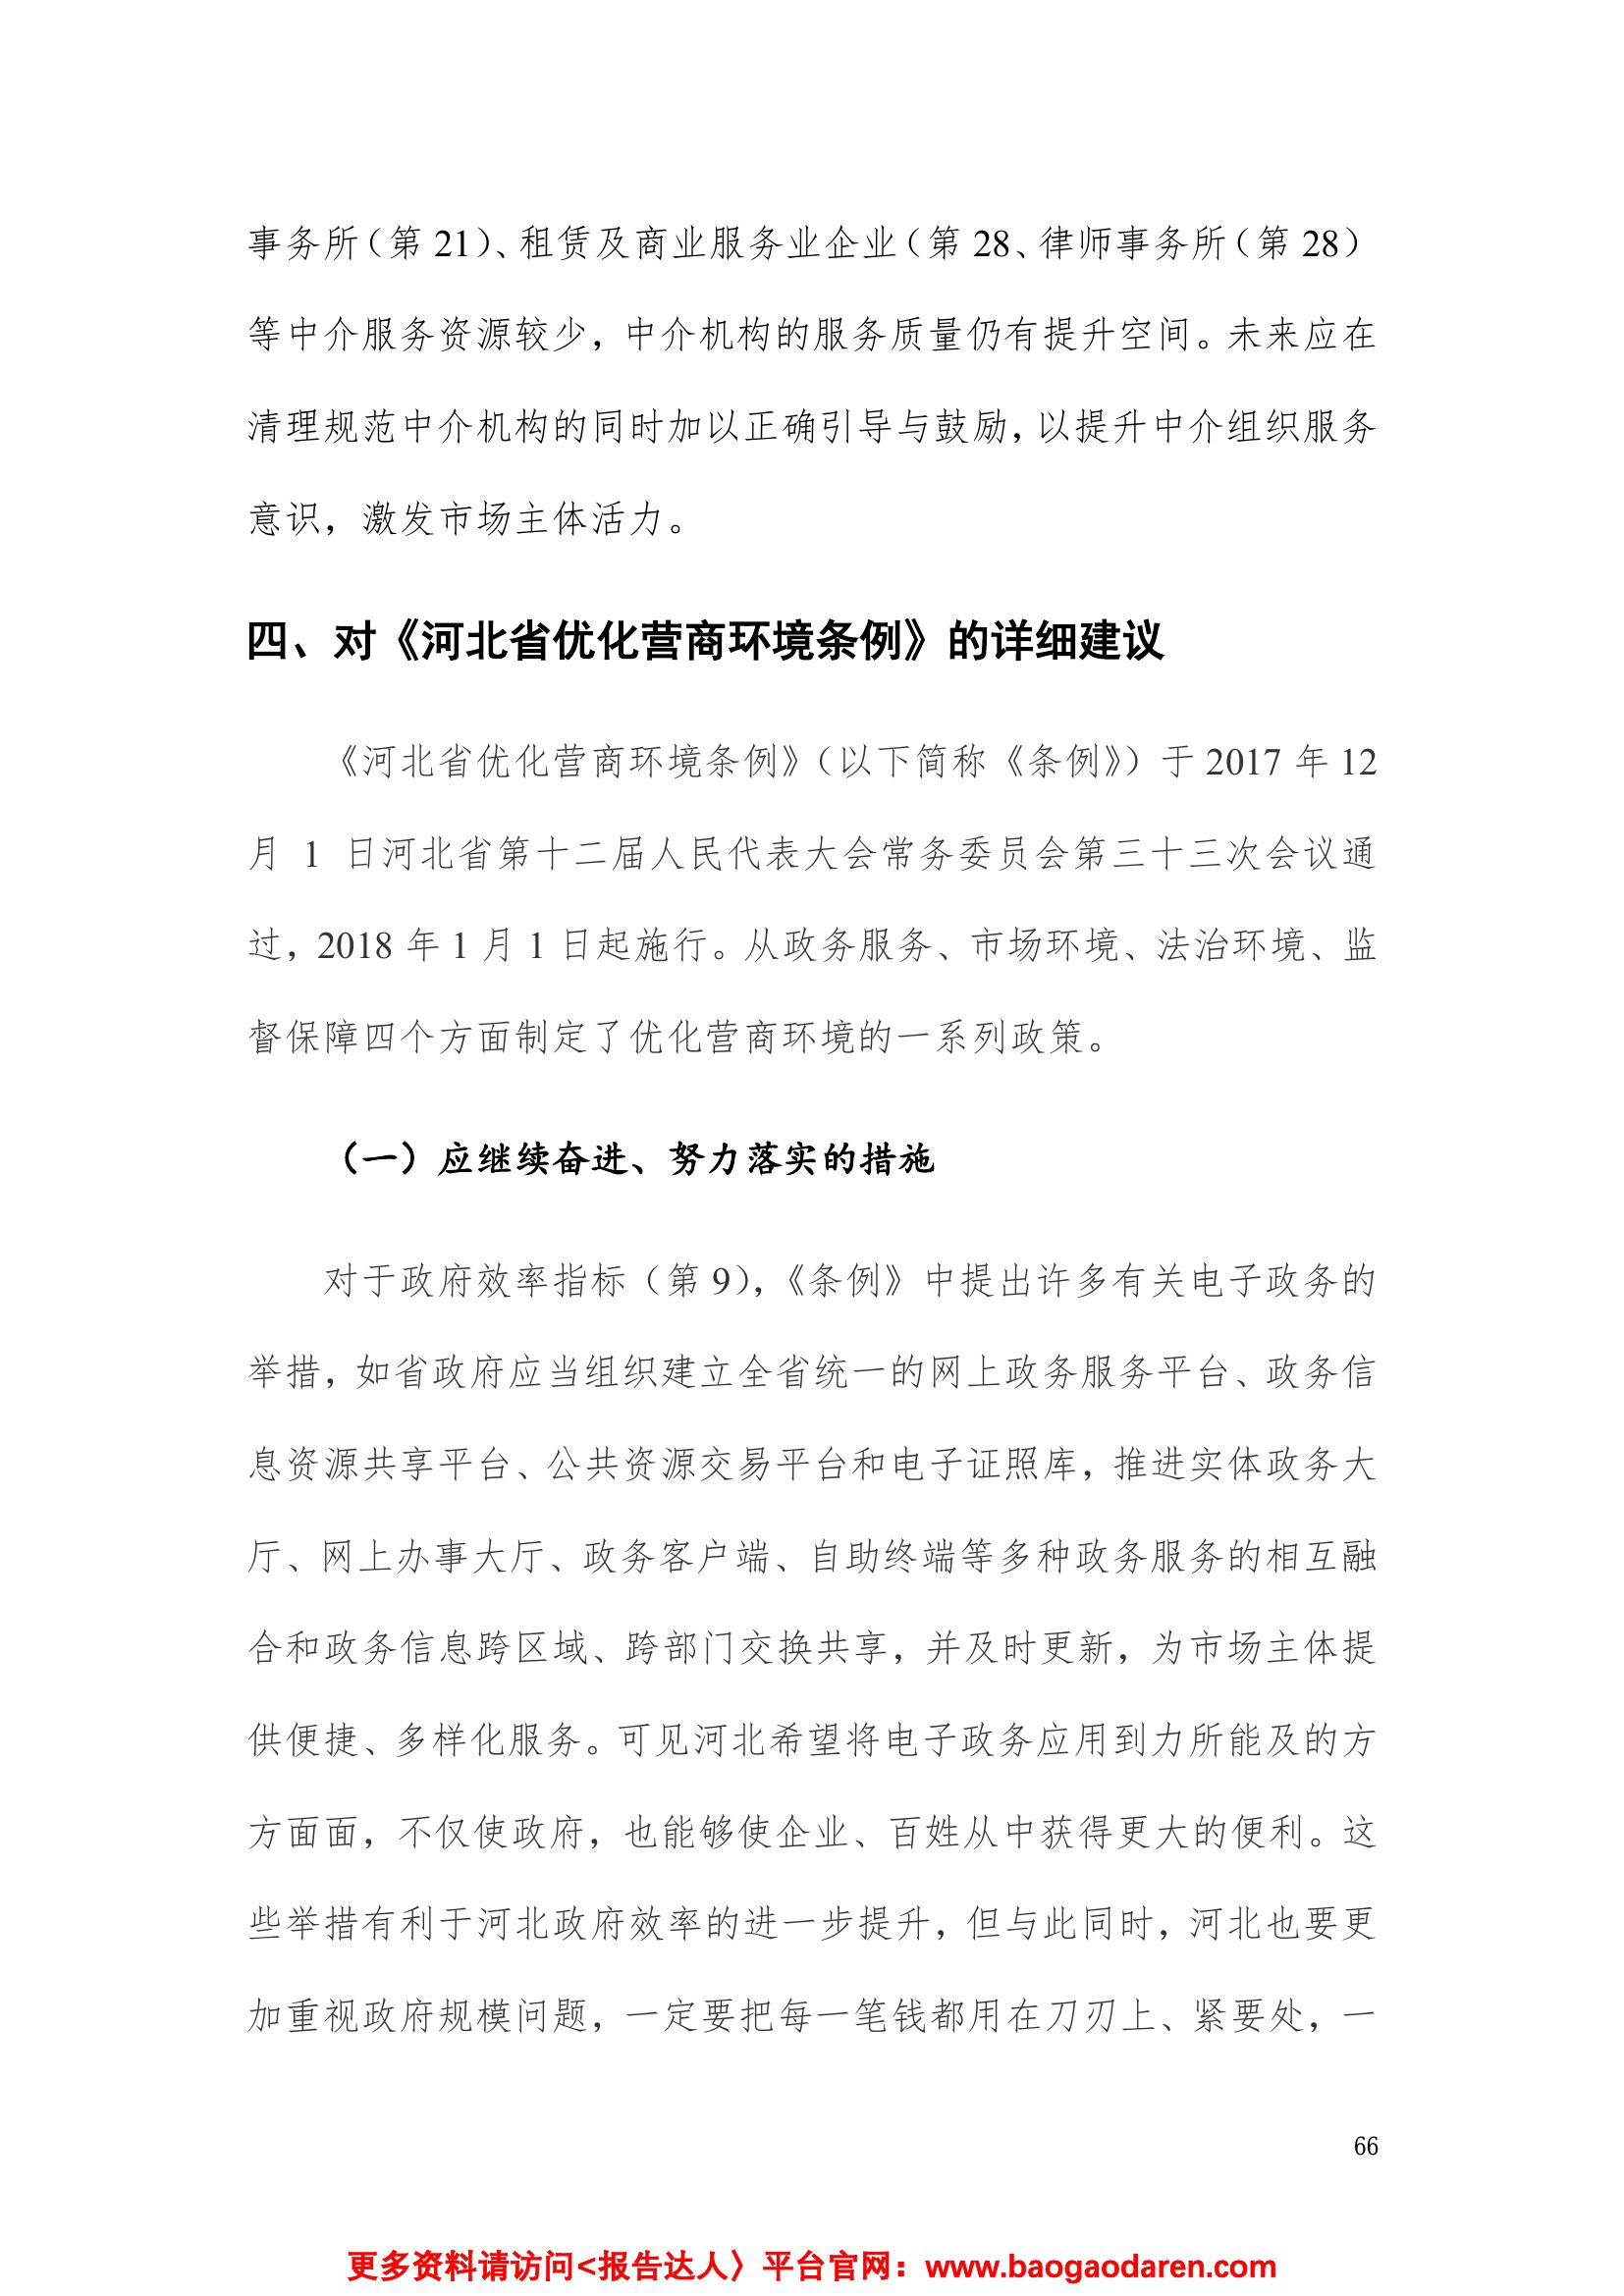 事务所（第 21）、租赁及商业服务业企业（第 28、律师事务所（第 28）
等中介服务资源较少，中介机构的服务质量仍有提升空间。未来应在
清理规范中介机构的同时加以正确引导与鼓励，以提升中介组织服务
意识，激发市场主体活力。
四、对《河北省优化营商环境条例》的详细建议
《河北省优化营商环境条例》（以下简称《条例》）于 2017 年 12
月 1 日河北省第十二届人民代表大会常务委员会第三十三次会议通
过，2018 年 1 月 1 日起施行。从政务服务、市场环境、法治环境、监
督保障四个方面制定了优化营商环境的一系列政策。
（一）应继续奋进、努力落实的措施
对于政府效率指标（第 9），《条例》中提出许多有关电子政务的
举措，如省政府应当组织建立全省统一的网上政务服务平台、政务信
息资源共享平台、公共资源交易平台和电子证照库，推进实体政务大
厅、网上办事大厅、政务客户端、自助终端等多种政务服务的相互融
合和政务信息跨区域、跨部门交换共享，并及时更新，为市场主体提
供便捷、多样化服务。可见河北希望将电子政务应用到力所能及的方
方面面，不仅使政府，也能够使企业、百姓从中获得更大的便利。这
些举措有利于河北政府效率的进一步提升，但与此同时，河北也要更
加重视政府规模问题，一定要把每一笔钱都用在刀刃上、紧要处，一
66
更多资料请访问<报告达人〉平台官网：www.baogaodaren.com